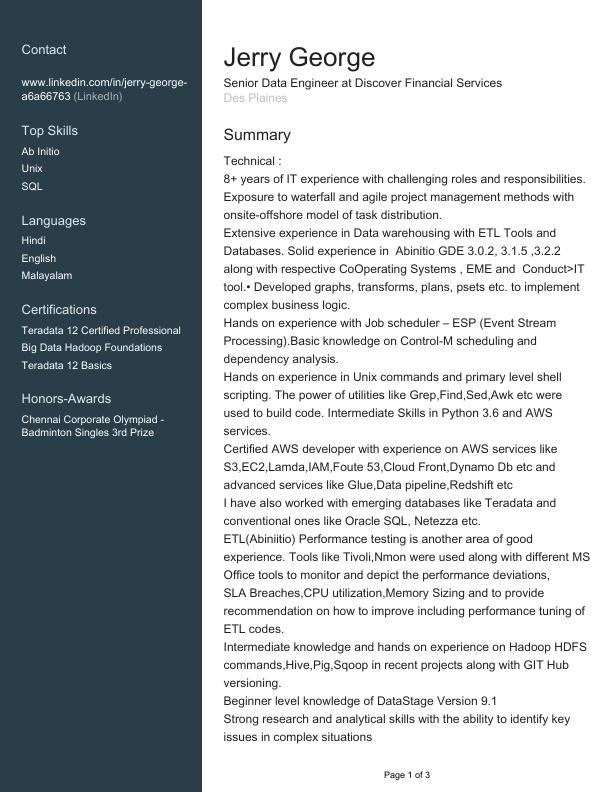 Contact
www.linkedin.com/in/jerry-george-
a6a66763 (LinkedIn)
Top Skills
Ab Initio
Unix
SQL
Languages
Hindi
English
Malayalam
Certifications
Teradata 12 Certified Professional
Big Data Hadoop Foundations
Teradata 12 Basics
Honors-Awards
Chennai Corporate Olympiad -
Badminton Singles 3rd Prize
Jerry George
Senior Data Engineer at Discover Financial Services
Des Plaines
Summary
Technical :
8+ years of IT experience with challenging roles and responsibilities.
Exposure to waterfall and agile project management methods with
onsite-offshore model of task distribution.
Extensive experience in Data warehousing with ETL Tools and
Databases. Solid experience in  Abinitio GDE 3.0.2, 3.1.5 ,3.2.2
along with respective CoOperating Systems , EME and  Conduct>IT
tool.• Developed graphs, transforms, plans, psets etc. to implement
complex business logic.
Hands on experience with Job scheduler – ESP (Event Stream
Processing).Basic knowledge on Control-M scheduling and
dependency analysis.
Hands on experience in Unix commands and primary level shell
scripting. The power of utilities like Grep,Find,Sed,Awk etc were
used to build code. Intermediate Skills in Python 3.6 and AWS
services.
Certified AWS developer with experience on AWS services like
S3,EC2,Lamda,IAM,Foute 53,Cloud Front,Dynamo Db etc and
advanced services like Glue,Data pipeline,Redshift etc
I have also worked with emerging databases like Teradata and
conventional ones like Oracle SQL, Netezza etc.
ETL(Abiniitio) Performance testing is another area of good
experience. Tools like Tivoli,Nmon were used along with different MS
Office tools to monitor and depict the performance deviations,
SLA Breaches,CPU utilization,Memory Sizing and to provide
recommendation on how to improve including performance tuning of
ETL codes.
Intermediate knowledge and hands on experience on Hadoop HDFS
commands,Hive,Pig,Sqoop in recent projects along with GIT Hub
versioning.
Beginner level knowledge of DataStage Version 9.1
Strong research and analytical skills with the ability to identify key
issues in complex situations
Page 1 of 3